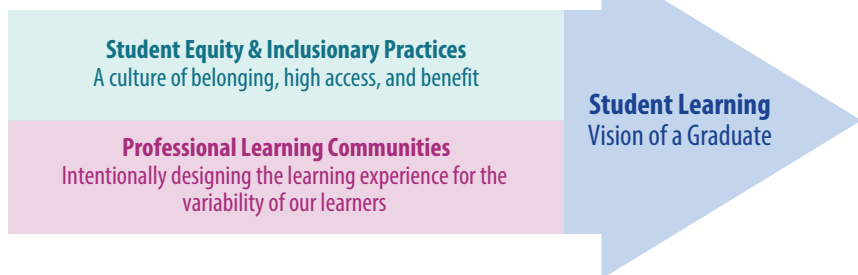 Student Equity & Inclusionary Practices
A culture of belonging, high access, and benefit
Professional Learning Communities
Intentionally designing the learning experience for the
variability of our learners
Student Learning
Vision of a Graduate